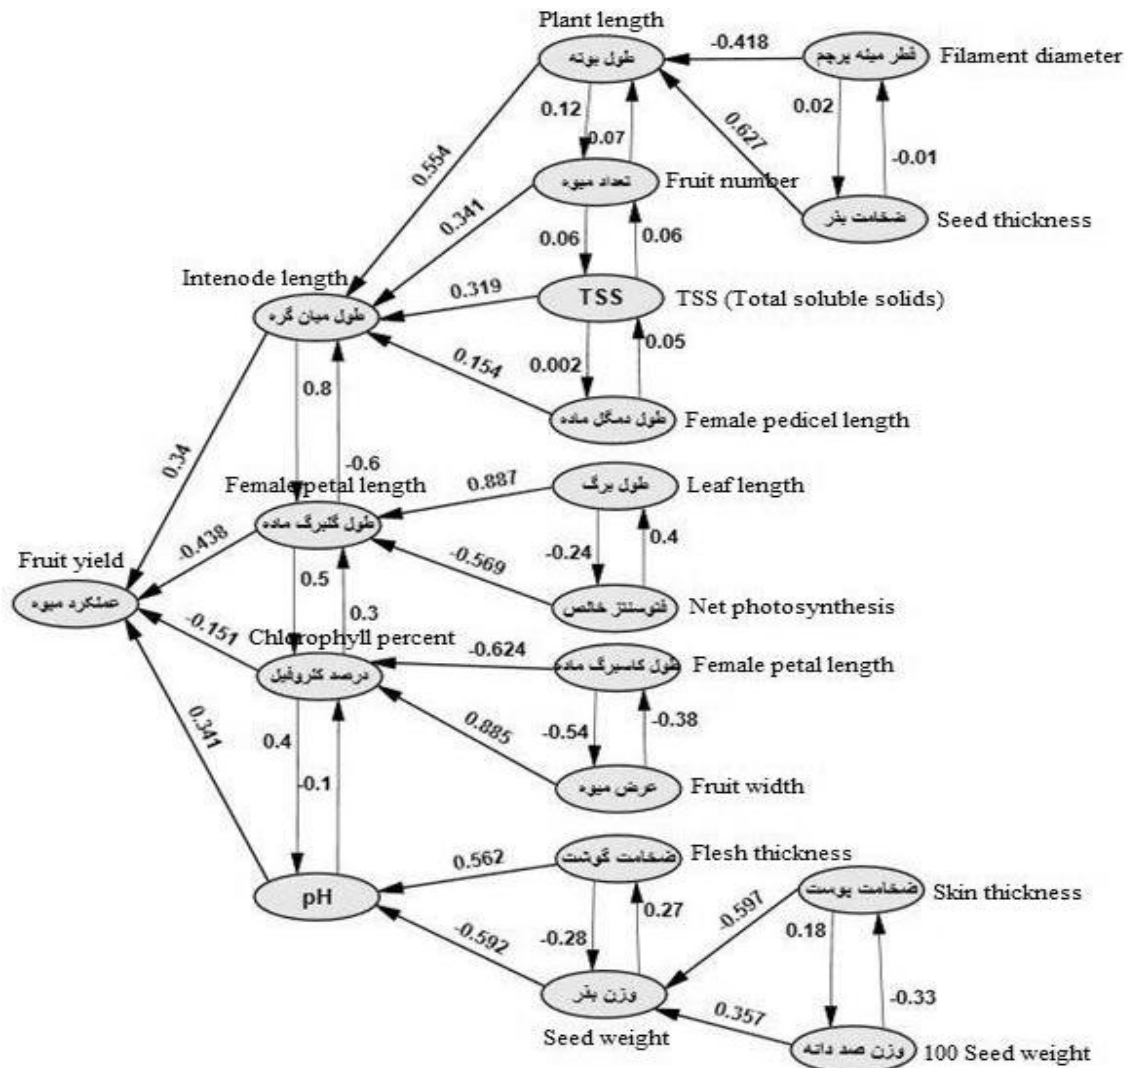 Plant length
-0.418
طول بوته
قطر میله پرچم
Filament diameter
0.12
0.02
0.07
0.627
-0.01
0.554
تعداد میوه
Fruit number
0.341
ضخامت بذر
Seed thickness
0.06
0.06
Intenode length
0.319
TSS
TSS (Total soluble solids)
طول میان گره
0.05
0.154
0.002
0.8
طول دمگل ماده
Female pedicel length
0.34
-0.6
Female petal length
0.887
طول برگ
Leaf length
طول گلبرگ ماده
-0.438
-0.24
0.4
Fruit yield
-0.569
0.5
عملکرد میوه
0.3
فتوسنتز خالص
Net photosynthesis
-0.151
Chlorophyll percent
-0.624
طول کاسبرگ ماده
Female petal length
درصد کلروفیل
0.341
0.4
0.885
-0.54
-0.38
-0.1
عرض میوه
Fruit width
0.562
ضخامت گوشت
Flesh thickness
pH
ضخامت پوست
Skin thickness
0.27
-0.597
-0.592
-0.28
0.18
وزن بذر
-0.33
0.357
Seed weight
وزن صد دانه
100 Seed weight